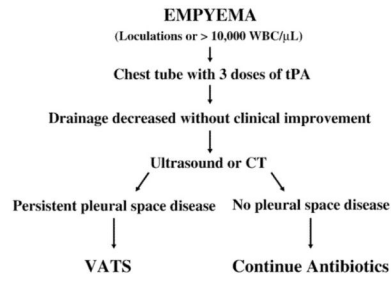 EMPYEMA
(Loculations or > 10,000 WBC/μL)
Chest tube with 3 doses of tPA
Drainage decreased without clinical improvement
Ultrasound or CT
Persistent pleural space disease No pleural space disease
VATS Continue Antibiotics